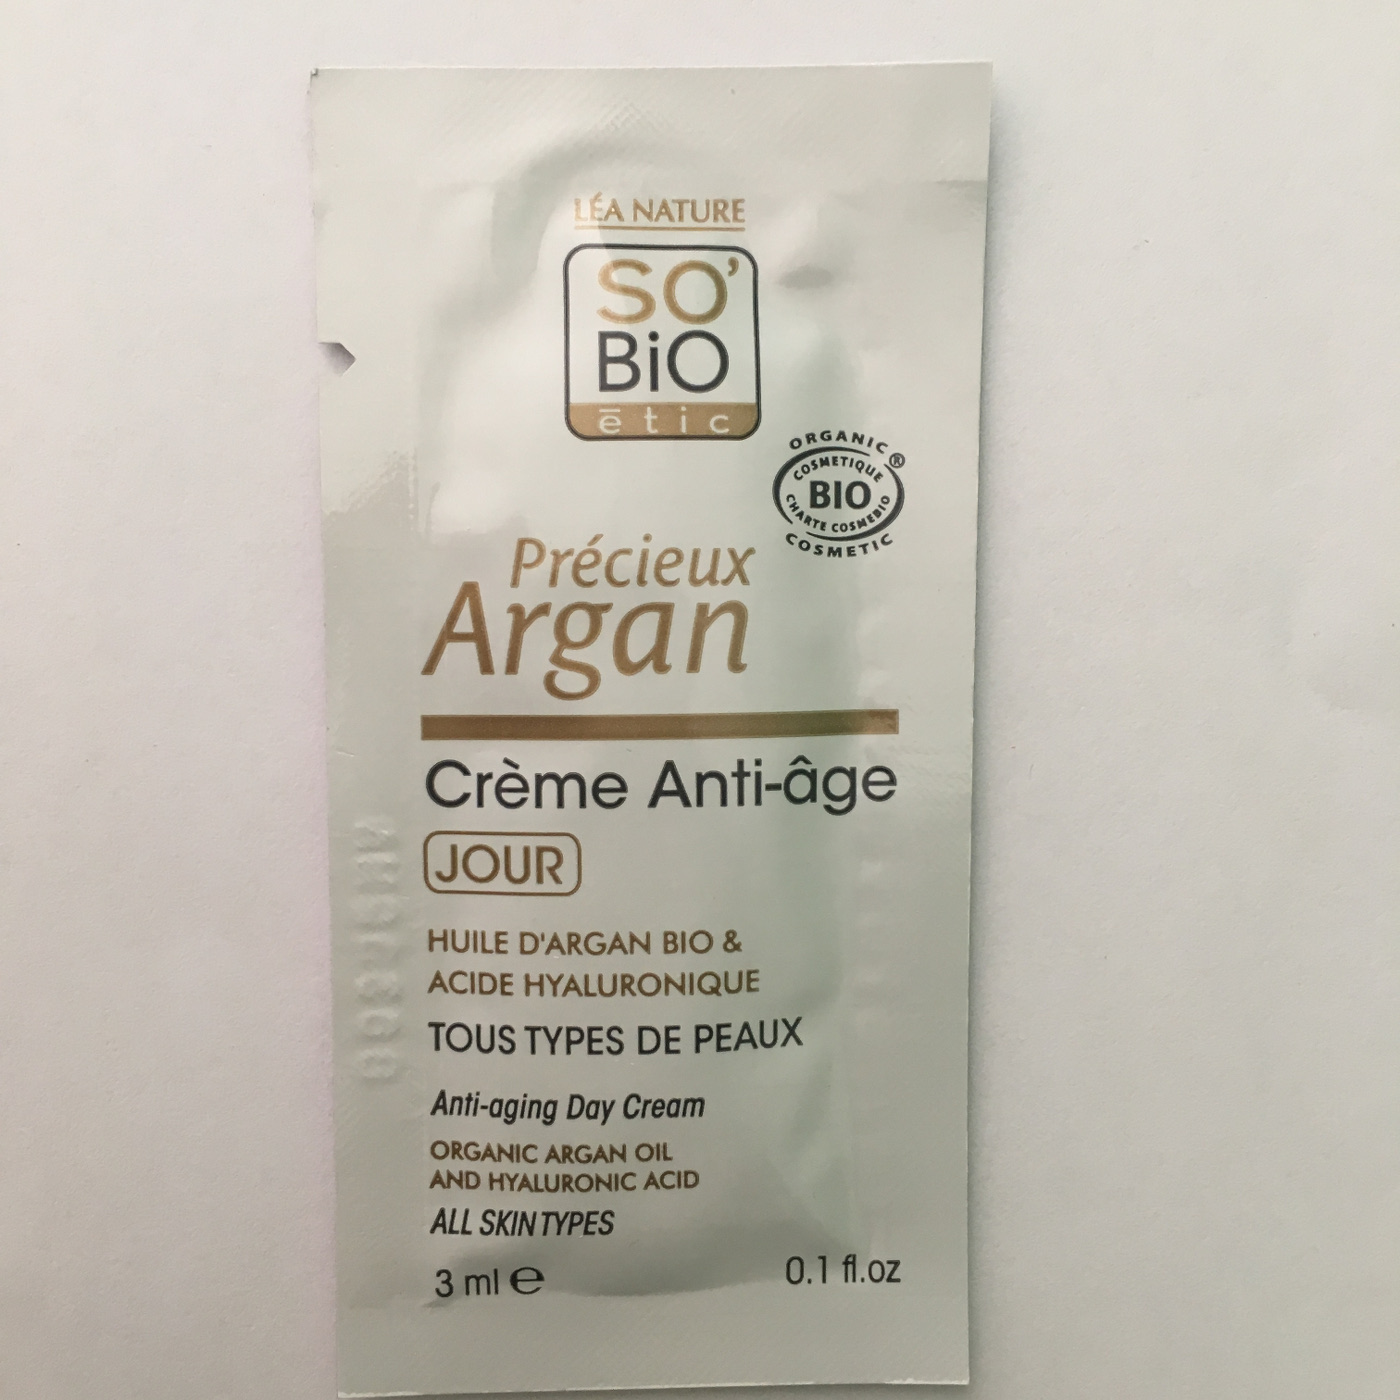 LÉA NATURE
SO'
BiO
ētic
ORGANIC ®
COSMETIQUE
BIO
CHARTE COSMEBIO
COSMETIC
Précieux
Argan
Crème Anti-âge
JOUR
HUILE D'ARGAN BIO &
ACIDE HYALURONIQUE
TOUS TYPES DE PEAUX
Anti-aging Day Cream
ORGANIC ARGAN OIL
AND HYALURONIC ACID
ALL SKIN TYPES
3 ml ℮
0.1 fl.oz